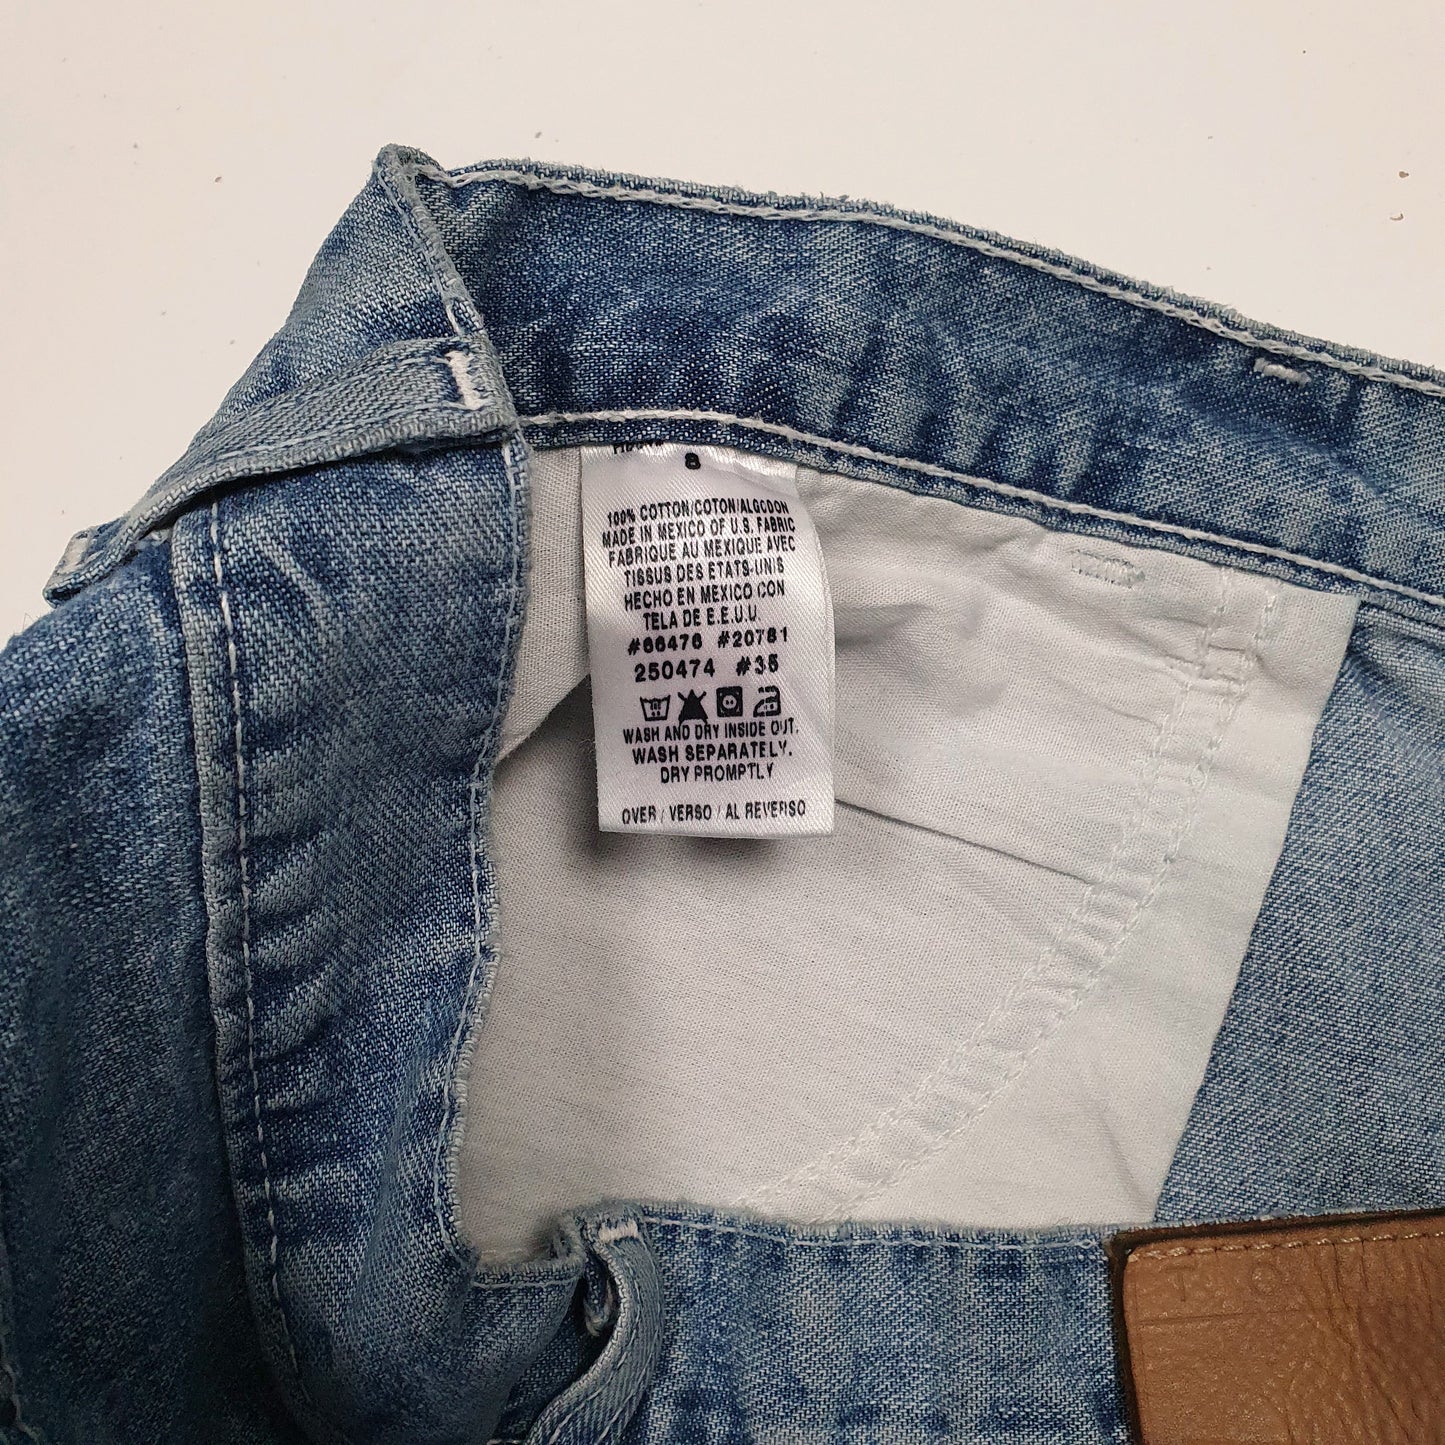 8
100% COTTON/COTON/ALGCDON
MADE IN MEXICO OF U.S. FABRIC
FABRIQUE AU MEXIQUE AVEC
TISSUS DES ETATS-UNIS
HECHO EN MEXICO CON
TELA DE E.E.U.U.
#66476 #20781
250474 #35
WASH AND DRY INSIDE OUT.
WASH SEPARATELY.
DRY PROMPTLY
OVER / VERSO / AL REVERSO